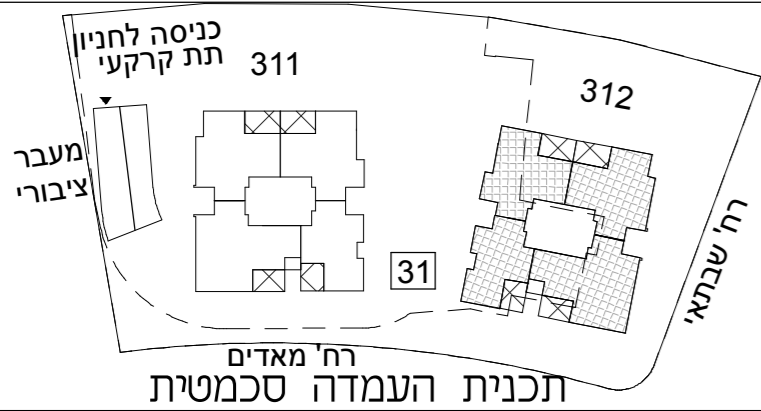 כניסה לחניון
תת קרקעי
311
312
מעבר
ציבורי
31
רח' שבתאי
רח' מאדים
תכנית העמדה סכמטית